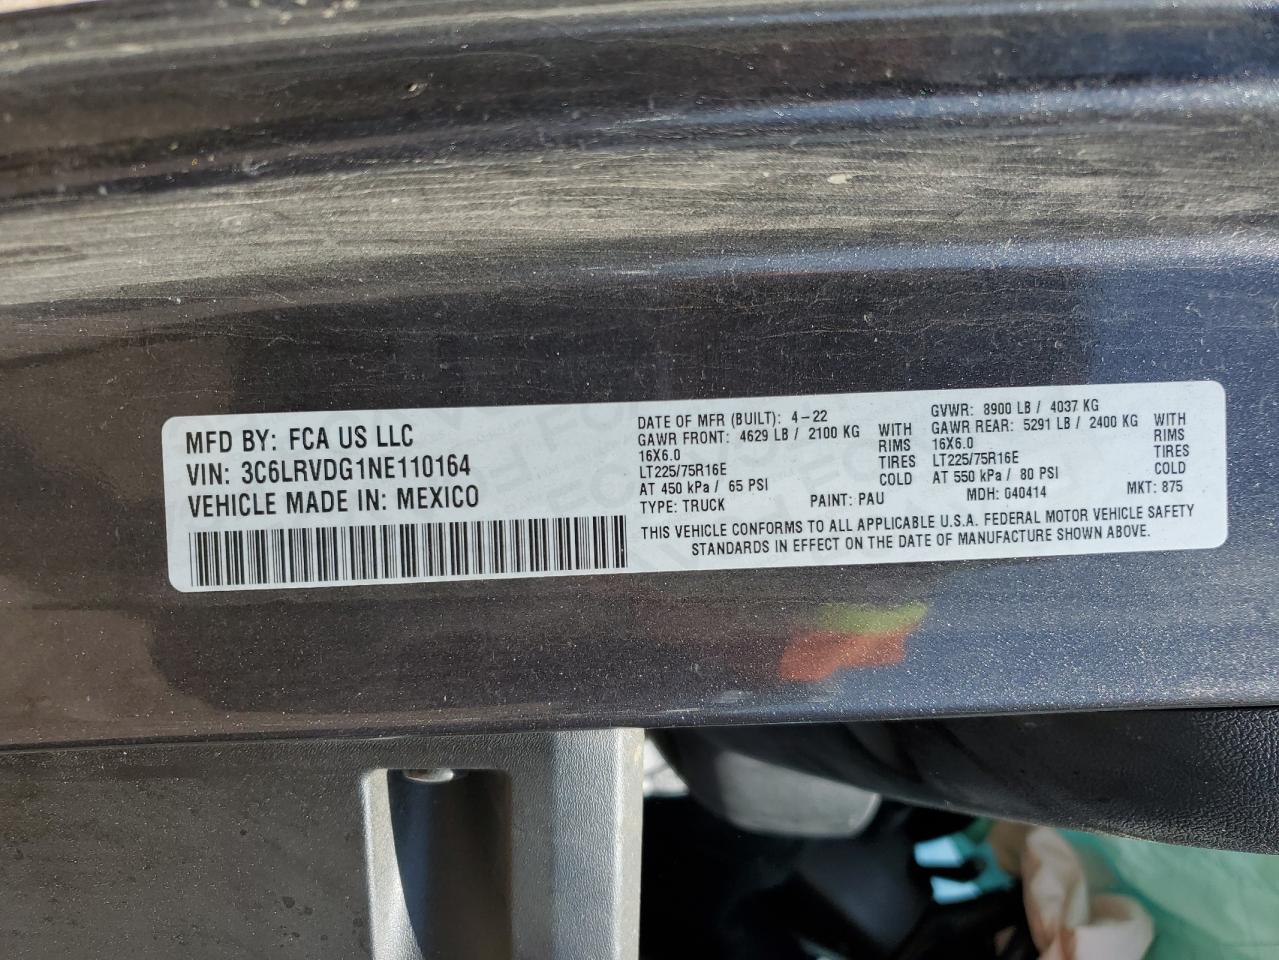 MFD BY: FCA US LLC
VIN: 3C6LRVDG1NE110164
VEHICLE MADE IN: MEXICO
DATE OF MFR (BUILT): 4-22
GAWR FRONT: 4629 LB / 2100 KG WITH
16X6.0 RIMS
LT225/75R16E TIRES
AT 450 kPa / 65 PSI COLD
TYPE: TRUCK
GVWR: 8900 LB / 4037 KG
GAWR REAR: 5291 LB / 2400 KG WITH
16X6.0 RIMS
LT225/75R16E TIRES
AT 550 kPa / 80 PSI COLD
PAINT: PAU MDH: 040414 MKT: 875
THIS VEHICLE CONFORMS TO ALL APPLICABLE U.S.A. FEDERAL MOTOR VEHICLE SAFETY
STANDARDS IN EFFECT ON THE DATE OF MANUFACTURE SHOWN ABOVE.